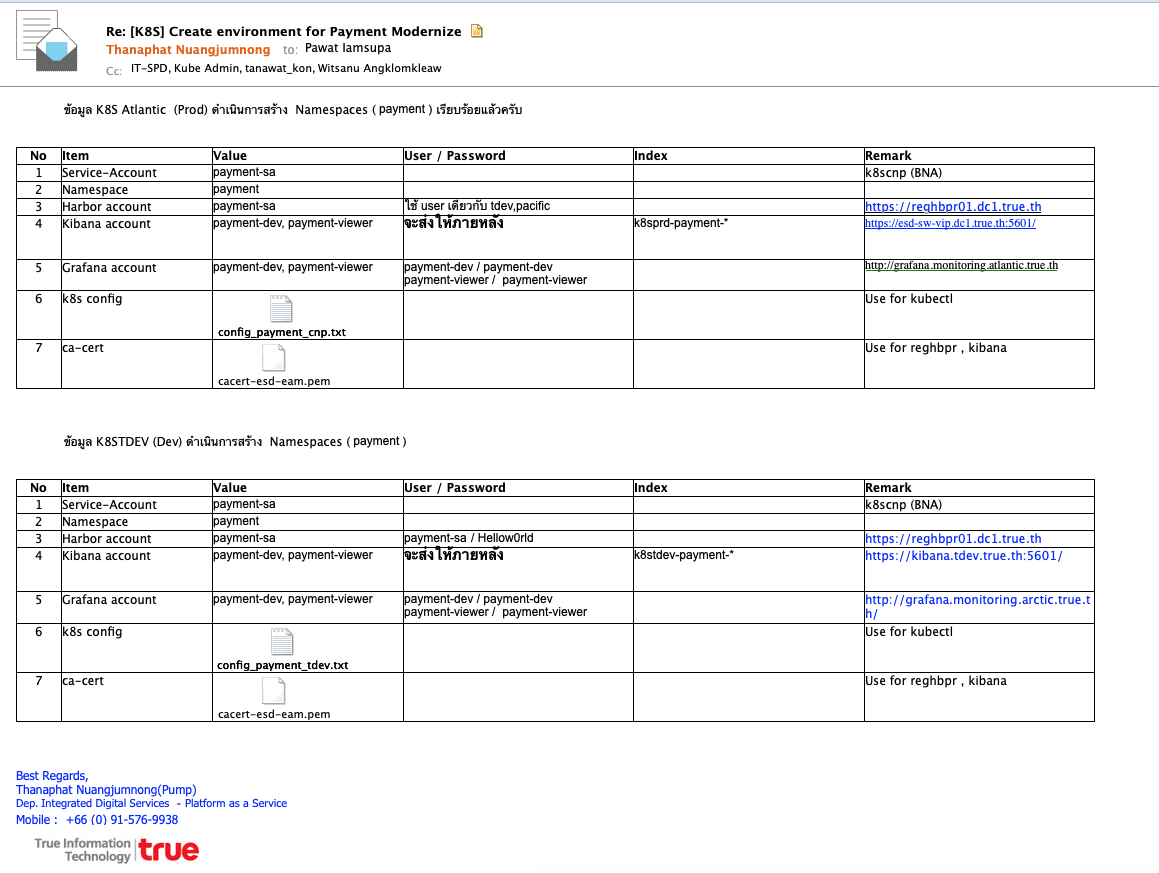 Re: [K8S] Create environment for Payment Modernize
Thanaphat Nuangjumnong to: Pawat Iamsupa
Cc: IT-SPD, Kube Admin, tanawat_kon, Witsanu Angklomkleaw
ข้อมูล K8S Atlantic (Prod) ดำเนินการสร้าง Namespaces ( payment ) เรียบร้อยแล้วครับ
No Item Value User / Password Index Remark
1 Service-Account payment-sa k8scnp (BNA)
2 Namespace payment
3 Harbor account payment-sa ใช้ user เดียวกับ tdev,pacific https://reghbpr01.dc1.true.th
4 Kibana account payment-dev, payment-viewer จะส่งให้ภายหลัง k8sprd-payment-* https://esd-sw-vip.dc1.true.th:5601/
5 Grafana account payment-dev, payment-viewer payment-dev / payment-dev http://grafana.monitoring.atlantic.true.th
payment-viewer / payment-viewer
6 k8s config Use for kubectl
config_payment_cnp.txt
7 ca-cert Use for reghbpr , kibana
cacert-esd-eam.pem
ข้อมูล K8STDEV (Dev) ดำเนินการสร้าง Namespaces ( payment )
No Item Value User / Password Index Remark
1 Service-Account payment-sa k8scnp (BNA)
2 Namespace payment
3 Harbor account payment-sa payment-sa / Hellow0rld https://reghbpr01.dc1.true.th
4 Kibana account payment-dev, payment-viewer จะส่งให้ภายหลัง k8stdev-payment-* https://kibana.tdev.true.th:5601/
5 Grafana account payment-dev, payment-viewer payment-dev / payment-dev http://grafana.monitoring.arctic.true.t
payment-viewer / payment-viewer h/
6 k8s config Use for kubectl
config_payment_tdev.txt
7 ca-cert Use for reghbpr , kibana
cacert-esd-eam.pem
Best Regards,
Thanaphat Nuangjumnong(Pump)
Dep. Integrated Digital Services - Platform as a Service
Mobile : +66 (0) 91-576-9938
True Information
Technology true